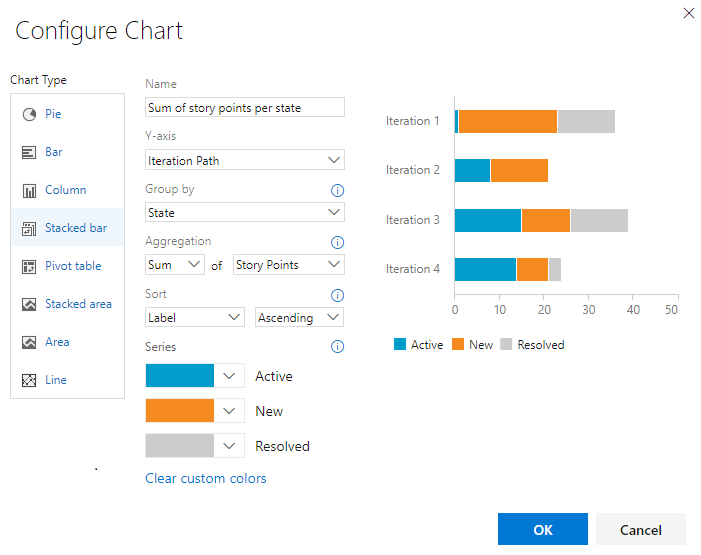 Configure Chart
Chart Type
Pie
Bar
Column
Stacked bar
Pivot table
Stacked area
Area
Line
Name
Sum of story points per state
Y-axis
Iteration Path
Group by
State
Aggregation
Sum of Story Points
Sort
Label Ascending
Series
Active
New
Resolved
Clear custom colors
Iteration 1
Iteration 2
Iteration 3
Iteration 4
0 10 20 30 40 50
Active New Resolved
OK Cancel